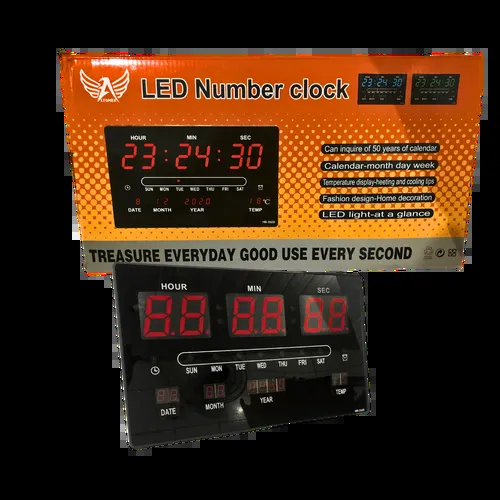 LED Number clock
HOUR MIN SEC
23:24:30
SUN MON TUE WED THU FRI SAT
8 12 2020 18°C
DATE MONTH YEAR TEMP
Can inquire of 50 years of calendar
Calendar-month day week
Temperature display-heeting and cooling tips
Fashion design-Home decoration
LED light-at a glance
TREASURE EVERYDAY GOOD USE EVERY SECOND
HOUR MIN SEC
SUN MON TUE WED THU FRI SAT
DATE MONTH YEAR TEMP